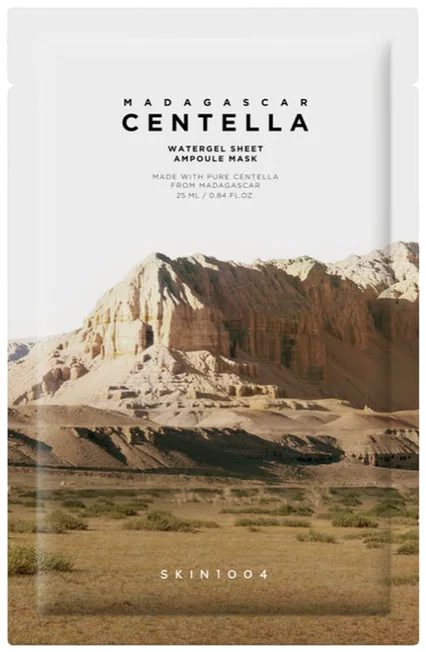 MADAGASCAR
CENTELLA
WATERGEL SHEET
AMPOULE MASK
MADE WITH PURE CENTELLA
FROM MADAGASCAR
25 ML / 0.84 FL.OZ.
SKIN1004